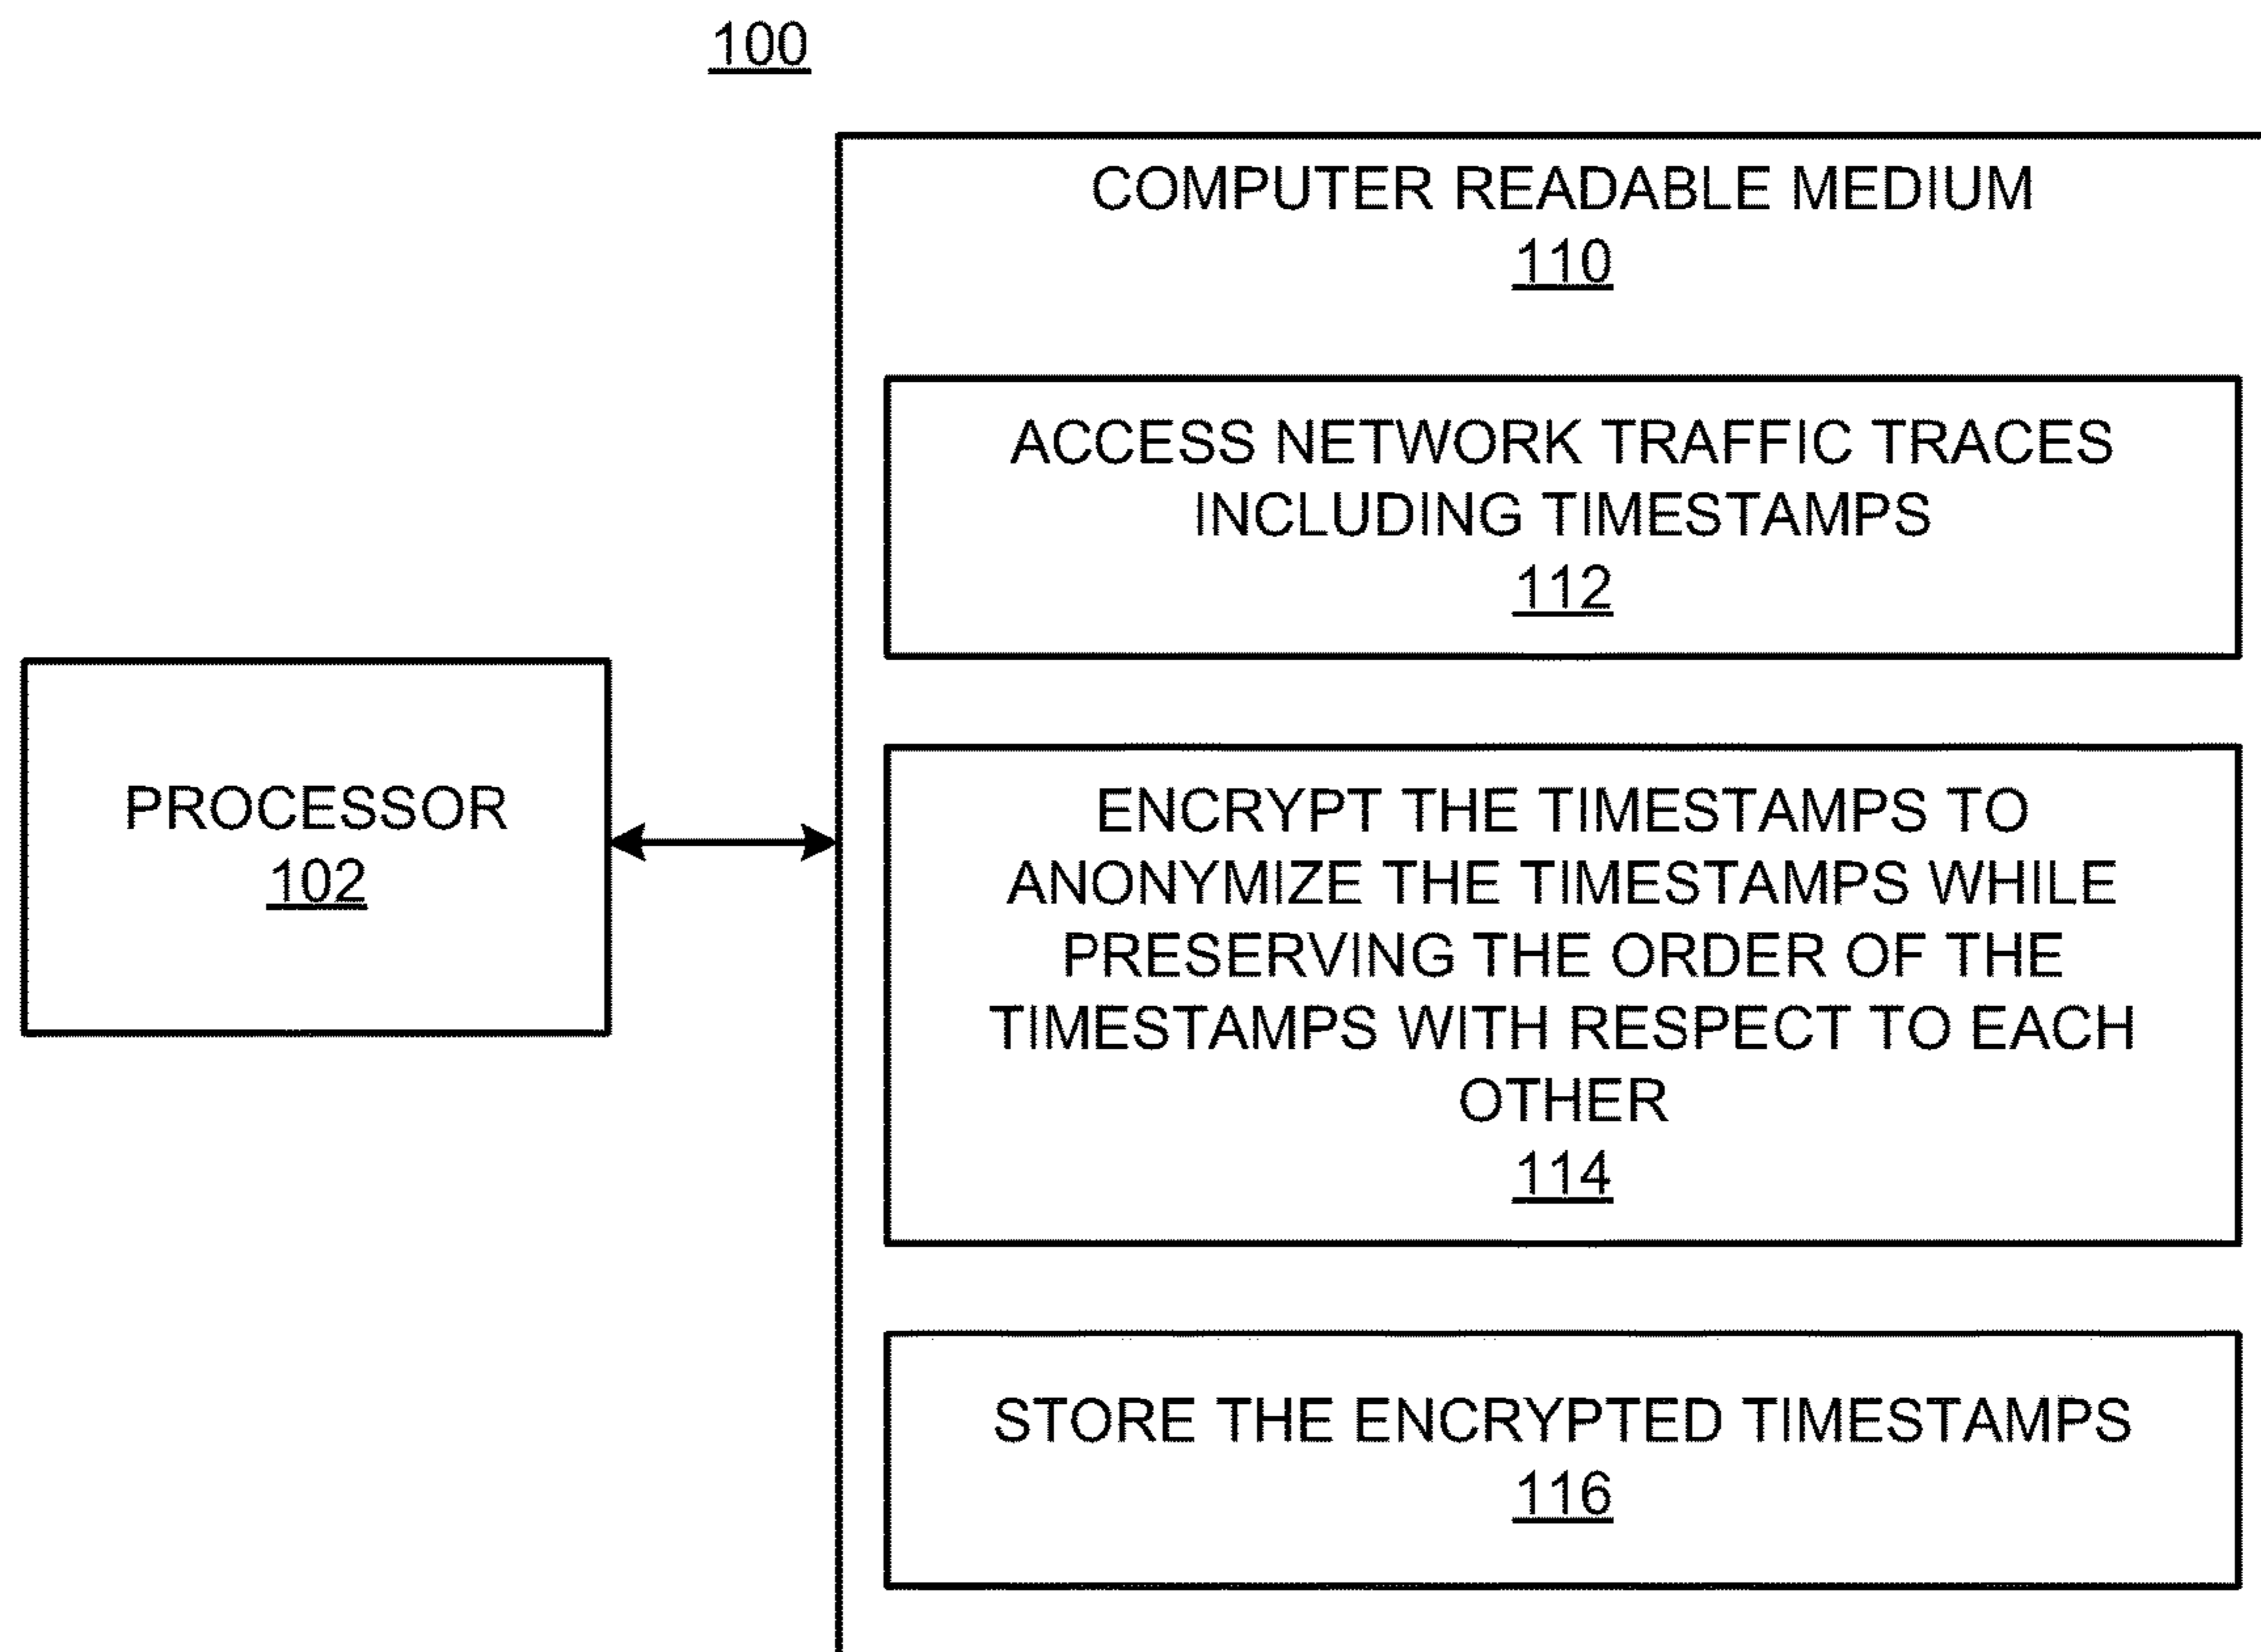 100
COMPUTER READABLE MEDIUM
110
ACCESS NETWORK TRAFFIC TRACES
INCLUDING TIMESTAMPS
112
PROCESSOR
102
ENCRYPT THE TIMESTAMPS TO
ANONYMIZE THE TIMESTAMPS WHILE
PRESERVING THE ORDER OF THE
TIMESTAMPS WITH RESPECT TO EACH
OTHER
114
STORE THE ENCRYPTED TIMESTAMPS
116